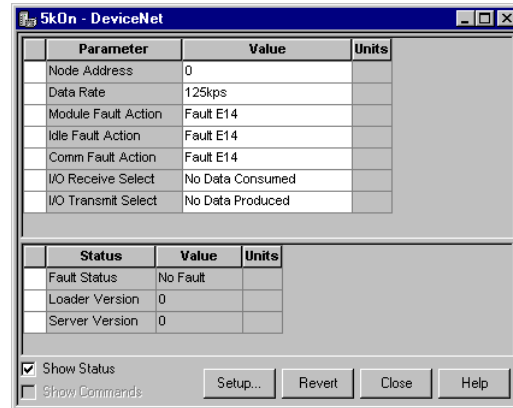 5kOn - DeviceNet
Parameter Value Units
Node Address 0
Data Rate 125kps
Module Fault Action Fault E14
Idle Fault Action Fault E14
Comm Fault Action Fault E14
I/O Receive Select No Data Consumed
I/O Transmit Select No Data Produced
Status Value Units
Fault Status No Fault
Loader Version 0
Server Version 0
Show Status
Show Commands
Setup... Revert Close Help